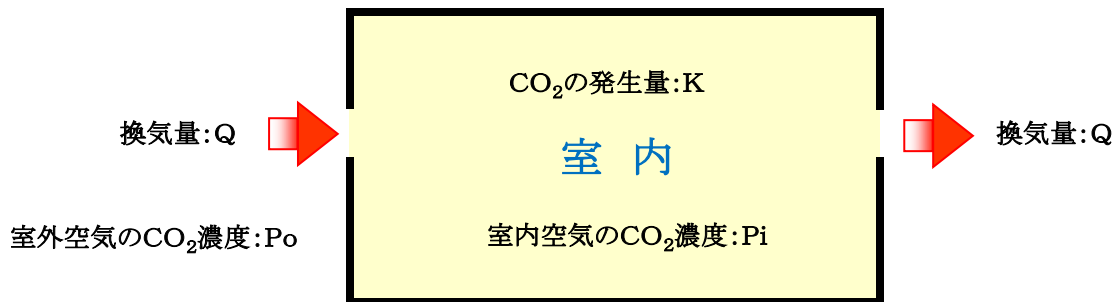 CO₂の発生量:K
換気量:Q
室 内
換気量:Q
室外空気のCO₂濃度:Po
室内空気のCO₂濃度:Pi